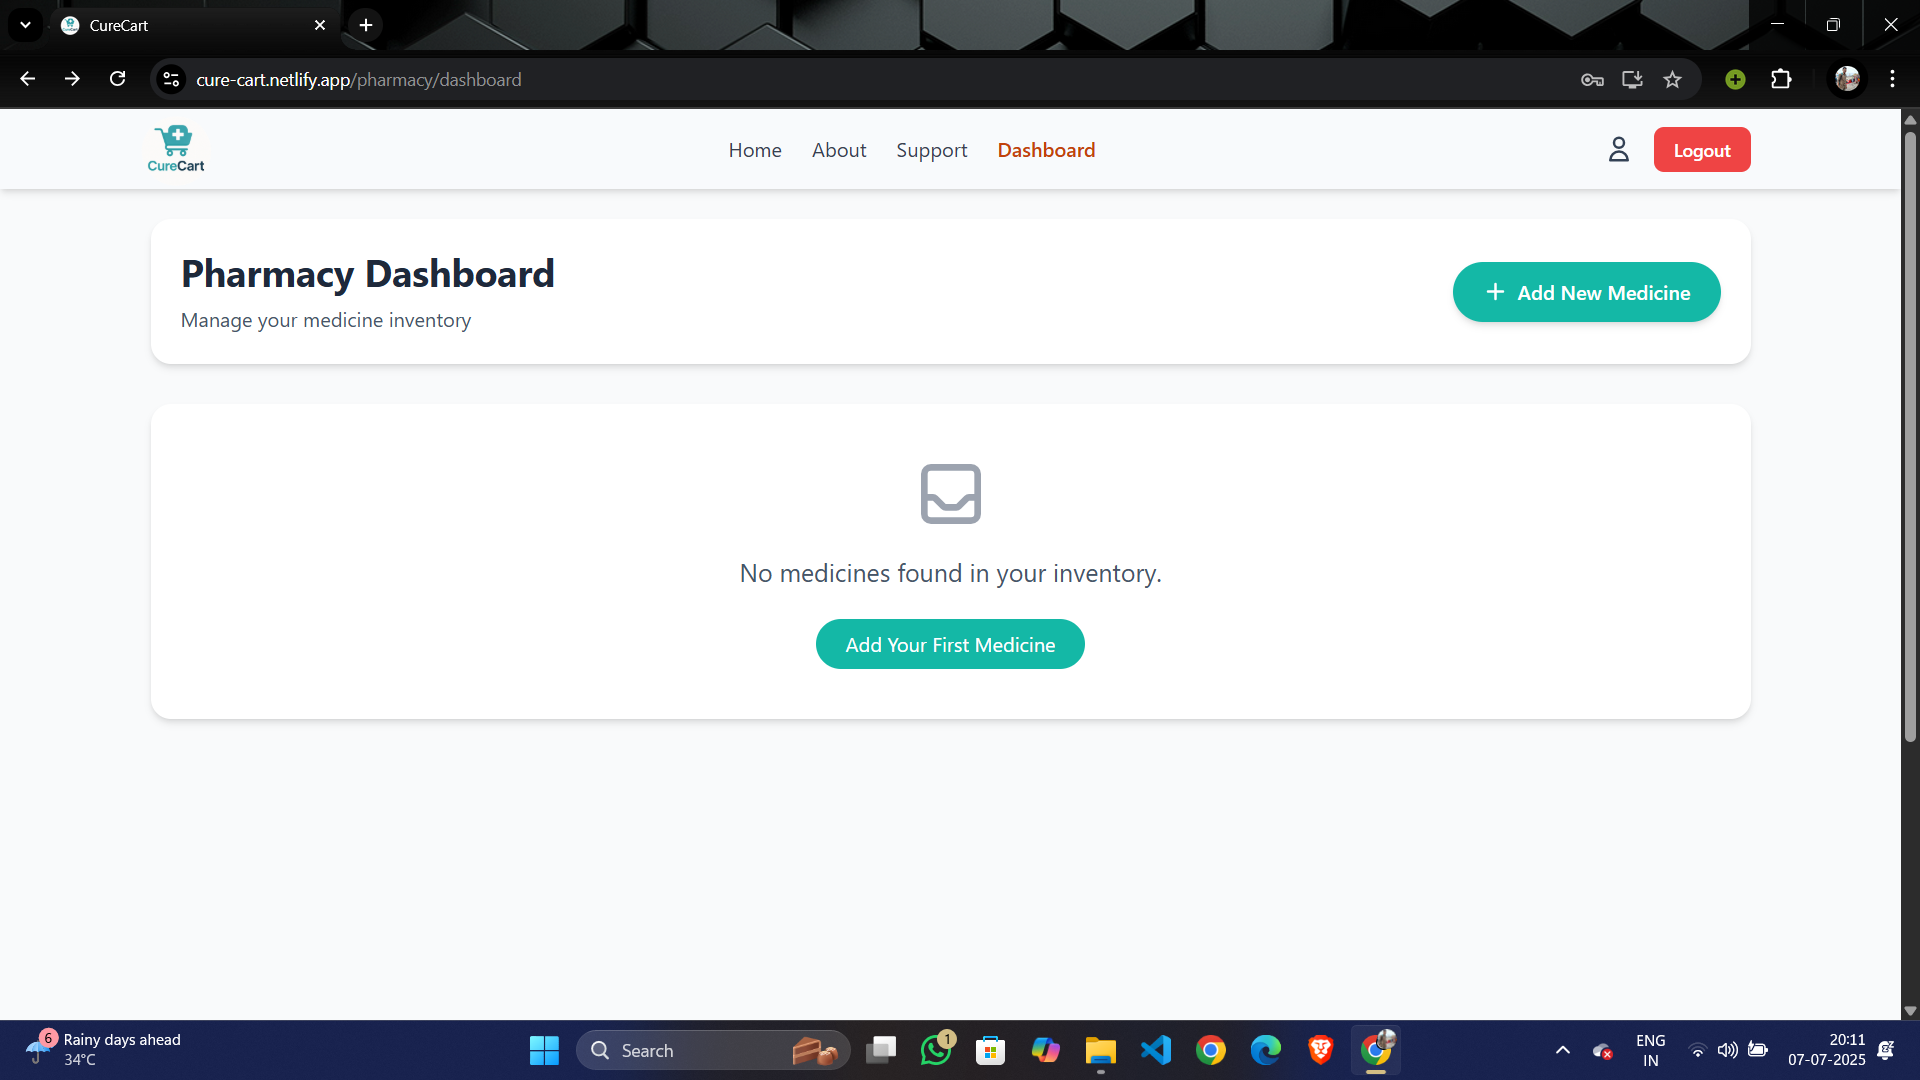 CureCart
cure-cart.netlify.app/pharmacy/dashboard
CureCart
Home
About
Support
Dashboard
Logout
Pharmacy Dashboard
Manage your medicine inventory
Add New Medicine
No medicines found in your inventory.
Add Your First Medicine
6
Rainy days ahead
34°C
Search
1
ENG
IN
20:11
07-07-2025